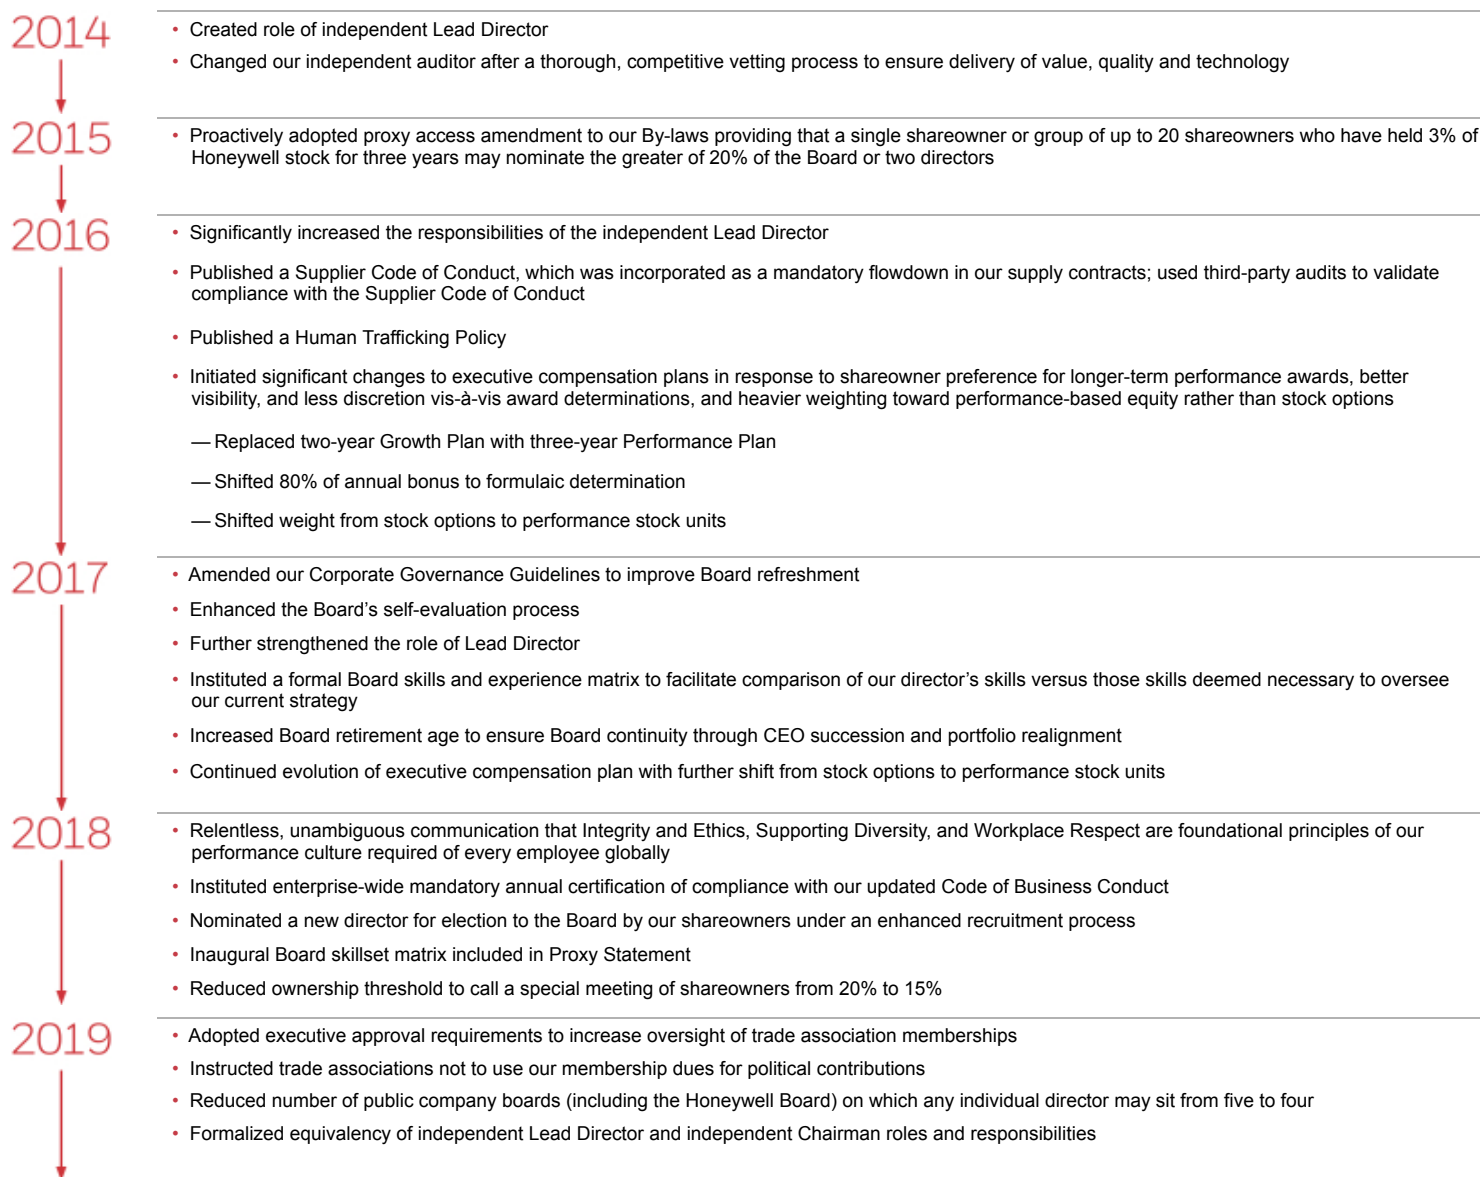 2014
• Created role of independent Lead Director
• Changed our independent auditor after a thorough, competitive vetting process to ensure delivery of value, quality and technology
2015
• Proactively adopted proxy access amendment to our By-laws providing that a single shareowner or group of up to 20 shareowners who have held 3% of
Honeywell stock for three years may nominate the greater of 20% of the Board or two directors
2016
• Significantly increased the responsibilities of the independent Lead Director
• Published a Supplier Code of Conduct, which was incorporated as a mandatory flowdown in our supply contracts; used third-party audits to validate
compliance with the Supplier Code of Conduct
• Published a Human Trafficking Policy
• Initiated significant changes to executive compensation plans in response to shareowner preference for longer-term performance awards, better
visibility, and less discretion vis-à-vis award determinations, and heavier weighting toward performance-based equity rather than stock options
— Replaced two-year Growth Plan with three-year Performance Plan
— Shifted 80% of annual bonus to formulaic determination
— Shifted weight from stock options to performance stock units
2017
• Amended our Corporate Governance Guidelines to improve Board refreshment
• Enhanced the Board's self-evaluation process
• Further strengthened the role of Lead Director
• Instituted a formal Board skills and experience matrix to facilitate comparison of our director's skills versus those skills deemed necessary to oversee
our current strategy
• Increased Board retirement age to ensure Board continuity through CEO succession and portfolio realignment
• Continued evolution of executive compensation plan with further shift from stock options to performance stock units
2018
• Relentless, unambiguous communication that Integrity and Ethics, Supporting Diversity, and Workplace Respect are foundational principles of our
performance culture required of every employee globally
• Instituted enterprise-wide mandatory annual certification of compliance with our updated Code of Business Conduct
• Nominated a new director for election to the Board by our shareowners under an enhanced recruitment process
• Inaugural Board skillset matrix included in Proxy Statement
• Reduced ownership threshold to call a special meeting of shareowners from 20% to 15%
2019
• Adopted executive approval requirements to increase oversight of trade association memberships
• Instructed trade associations not to use our membership dues for political contributions
• Reduced number of public company boards (including the Honeywell Board) on which any individual director may sit from five to four
• Formalized equivalency of independent Lead Director and independent Chairman roles and responsibilities